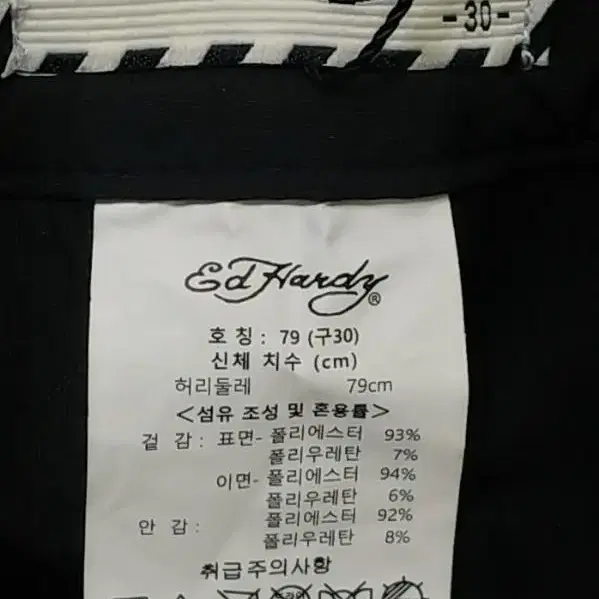 -30-
Ed Hardy®
호 칭 : 79 (구30)
신체 치수 (cm)
허리둘레 79cm
<섬유 조성 및 혼용률>
겉 감 : 표면- 폴리에스터 93%
폴리우레탄 7%
이면- 폴리에스터 94%
폴리우레탄 6%
안 감 : 폴리에스터 92%
폴리우레탄 8%
취급주의사항